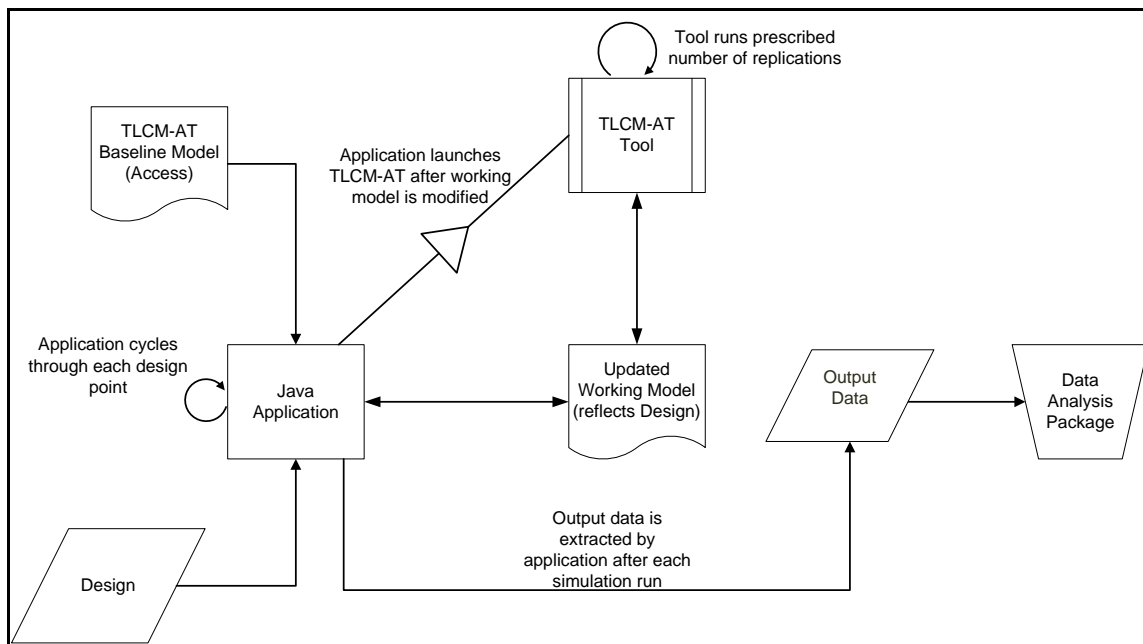 Tool runs prescribed
number of replications
TLCM-AT
Tool
TLCM-AT
Baseline Model
(Access)
Application launches
TLCM-AT after working
model is modified
Application cycles
through each design
point
Java
Application
Updated
Working Model
(reflects Design)
Output
Data
Data
Analysis
Package
Output data is
extracted by
application after each
simulation run
Design